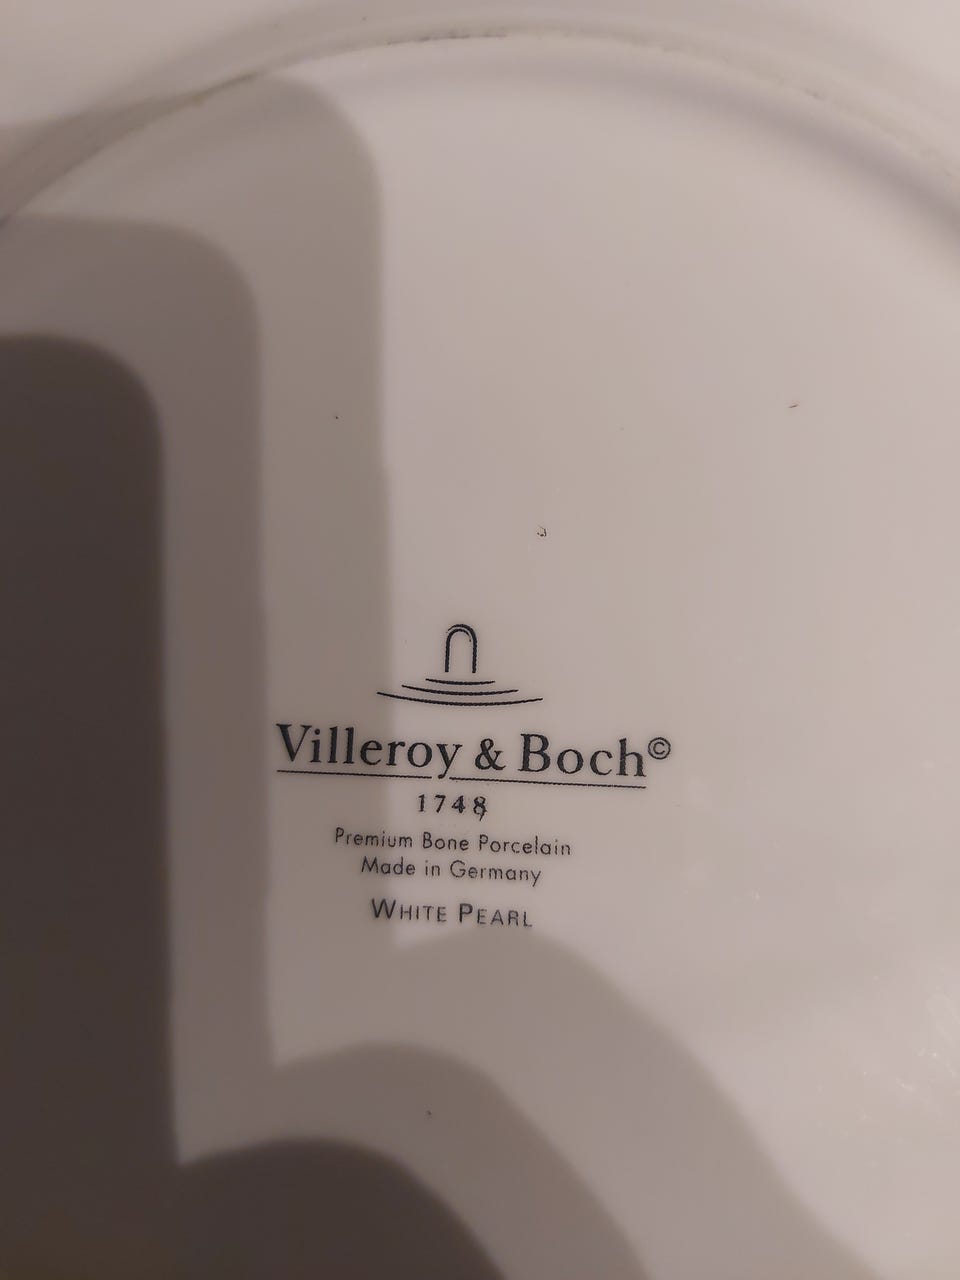 Villeroy & Boch©
1748
Premium Bone Porcelain
Made in Germany
WHITE PEARL